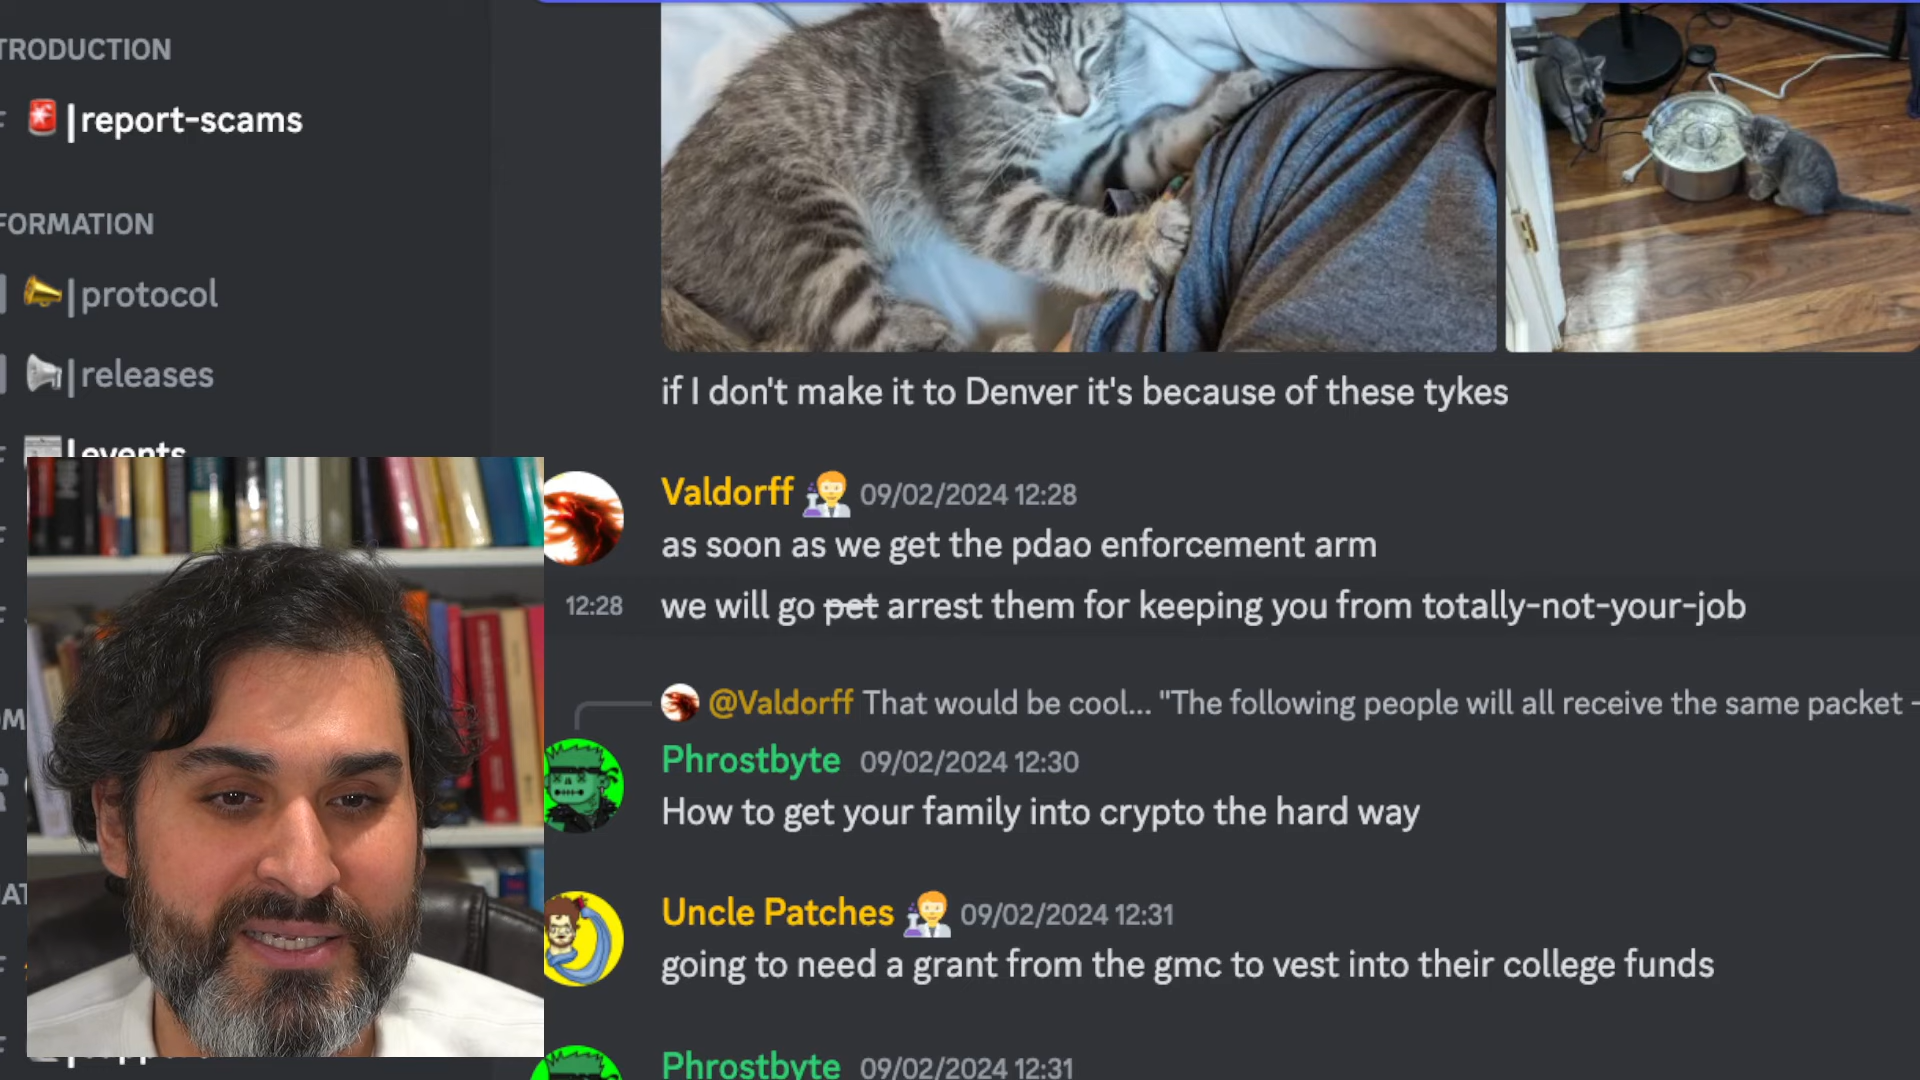 TRODUCTION
|report-scams
FORMATION
|protocol
|releases
|events
if I don't make it to Denver it's because of these tykes
Valdorff 09/02/2024 12:28
as soon as we get the pdao enforcement arm
12:28 we will go pet arrest them for keeping you from totally-not-your-job
@Valdorff That would be cool... "The following people will all receive the same packet -
Phrostbyte 09/02/2024 12:30
How to get your family into crypto the hard way
Uncle Patches 09/02/2024 12:31
going to need a grant from the gmc to vest into their college funds
Phrostbyte 09/02/2024 12:31